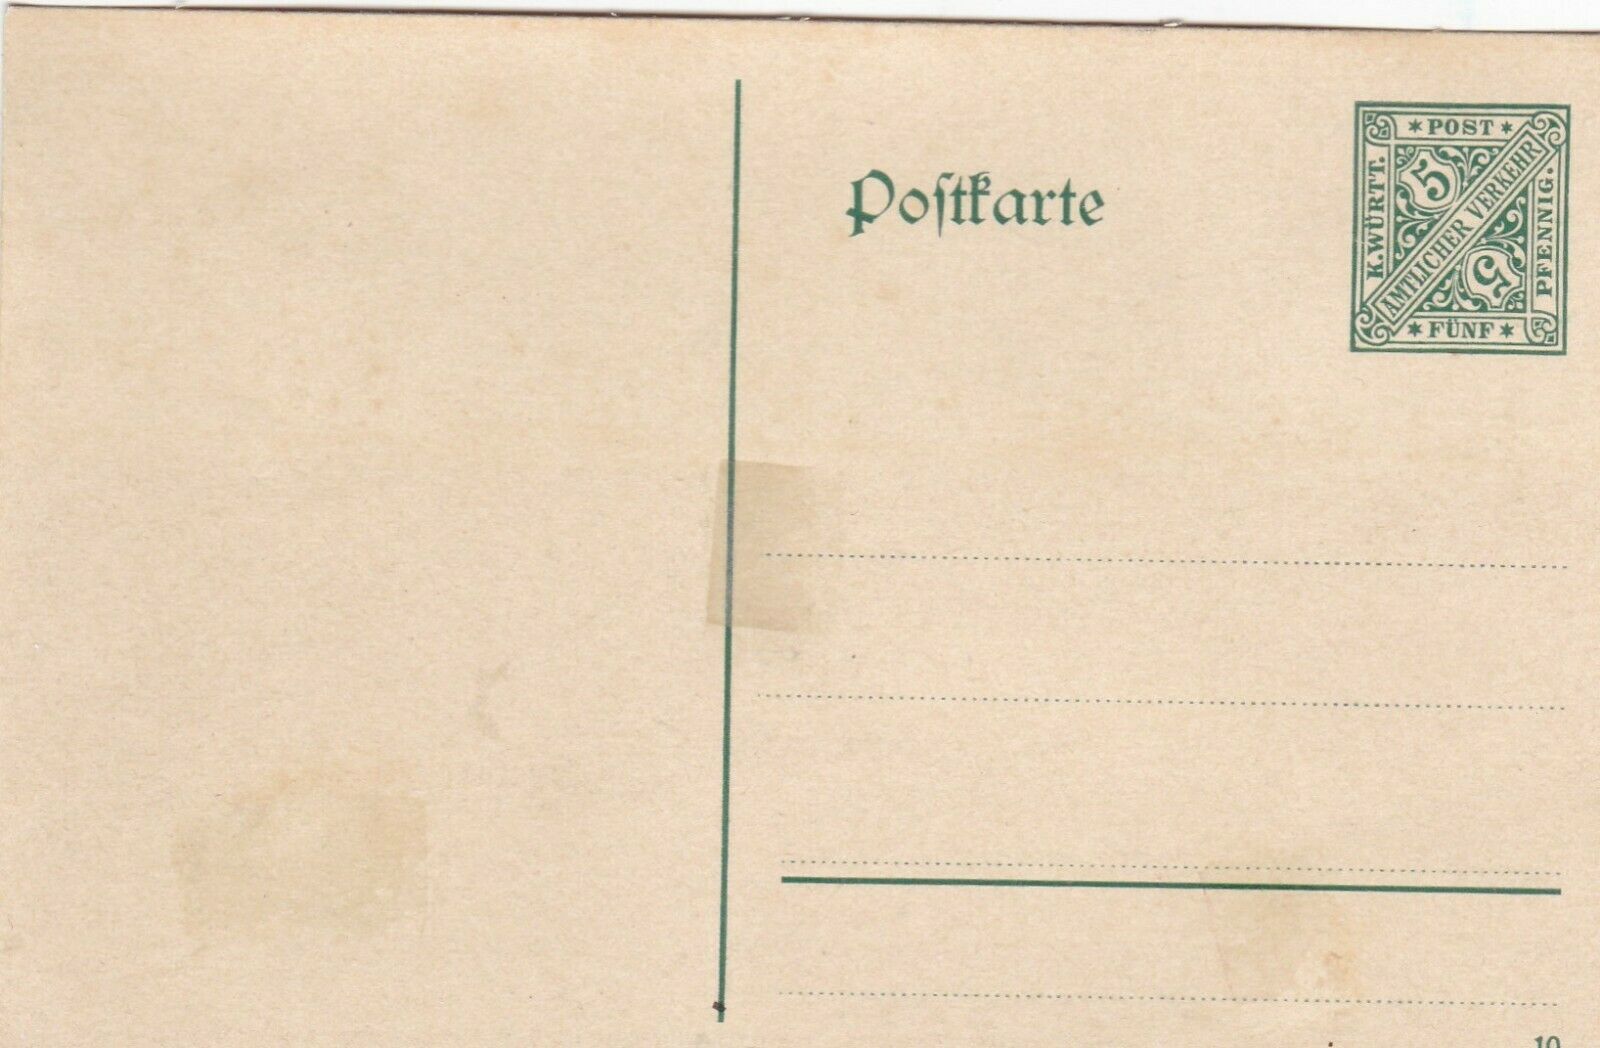 Poſtkarte
* POST *
K. WÜRTT.
5
AMTLICHER VERKEHR
5
PFENNIG.
* FÜNF *
10